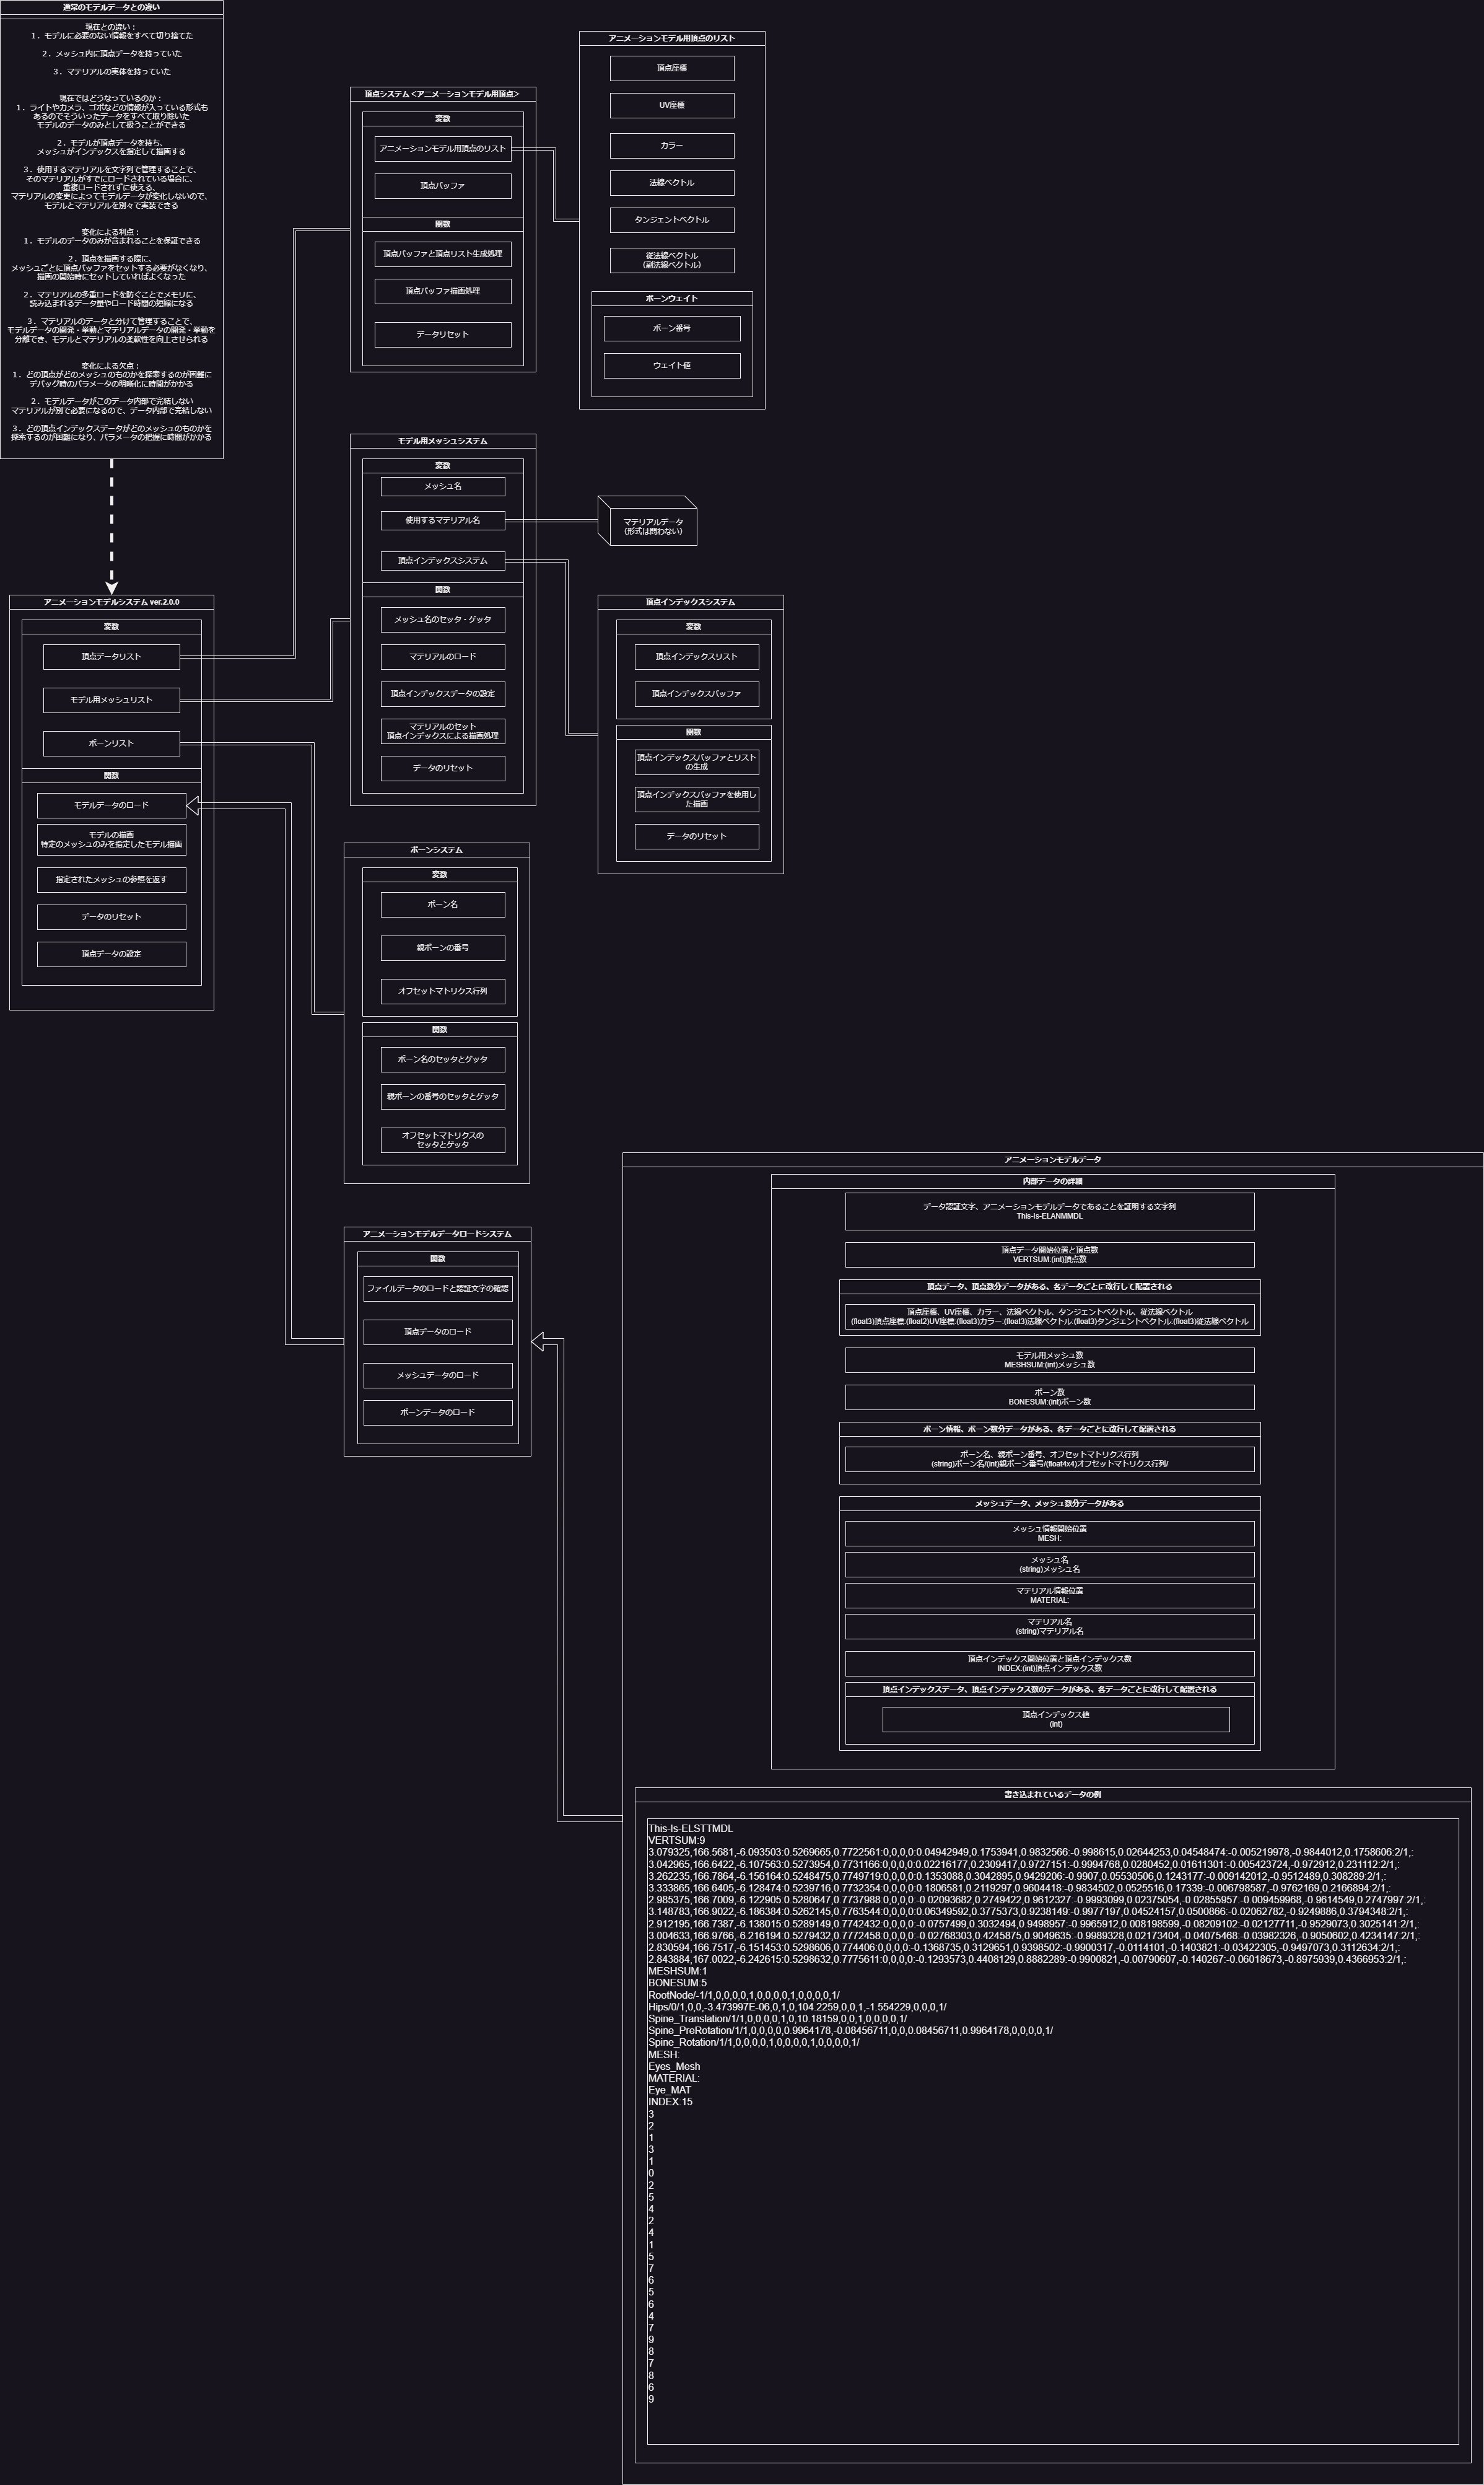 通常のモデルデータとの違い
現在との違い：
１．モデルに必要のない情報をすべて切り捨てた
２．メッシュ内に頂点データを持っていた
３．マテリアルの実体を持っていた
現在ではどうなっているのか：
１．ライトやカメラ、ゴボなどの情報が入っている形式も
あるのでそういったデータをすべて取り除いた
モデルのデータのみとして扱うことができる
２．モデルが頂点データを持ち、
メッシュがインデックスを指定して描画する
３．使用するマテリアルを文字列で管理することで、
そのマテリアルがすでにロードされている場合に、
重複ロードされずに使える、
マテリアルの変更によってモデルデータが変化しないので、
モデルとマテリアルを別々で実装できる
変化による利点：
１．モデルのデータのみが含まれることを保証できる
２．頂点を描画する際に、
メッシュごとに頂点バッファをセットする必要がなくなり、
描画の開始時にセットしていればよくなった
２．マテリアルの多重ロードを防ぐことでメモリに、
読み込まれるデータ量やロード時間の短縮になる
３．マテリアルのデータと分けて管理することで、
モデルデータの開発・挙動とマテリアルデータの開発・挙動を
分離でき、モデルとマテリアルの柔軟性を向上させられる
変化による欠点：
１．どの頂点がどのメッシュのものかを探索するのが困難に
デバッグ時のパラメータの明晰化に時間がかかる
２．モデルデータがこのデータ内部で完結しない
マテリアルが別で必要になるので、データ内部で完結しない
３．どの頂点インデックスデータがどのメッシュのものかを
探索するのが困難になり、パラメータの把握に時間がかかる
アニメーションモデルシステム ver.2.0.0
変数
頂点データリスト
モデル用メッシュリスト
ボーンリスト
関数
モデルデータのロード
モデルの描画
特定のメッシュのみを指定したモデル描画
指定されたメッシュの参照を返す
データのリセット
頂点データの設定
頂点システム＜アニメーションモデル用頂点＞
変数
アニメーションモデル用頂点のリスト
頂点バッファ
関数
頂点バッファと頂点リスト生成処理
頂点バッファ描画処理
データリセット
アニメーションモデル用頂点のリスト
頂点座標
UV座標
カラー
法線ベクトル
タンジェントベクトル
従法線ベクトル
（副法線ベクトル）
ボーンウェイト
ボーン番号
ウェイト値
モデル用メッシュシステム
変数
メッシュ名
使用するマテリアル名
頂点インデックスシステム
関数
メッシュ名のセッタ・ゲッタ
マテリアルのロード
頂点インデックスデータの設定
マテリアルのセット
頂点インデックスによる描画処理
データのリセット
マテリアルデータ
（形式は問わない）
頂点インデックスシステム
変数
頂点インデックスリスト
頂点インデックスバッファ
関数
頂点インデックスバッファとリスト
の生成
頂点インデックスバッファを使用し
た描画
データのリセット
ボーンシステム
変数
ボーン名
親ボーンの番号
オフセットマトリクス行列
関数
ボーン名のセッタとゲッタ
親ボーンの番号のセッタとゲッタ
オフセットマトリクスの
セッタとゲッタ
アニメーションモデルデータロードシステム
関数
ファイルデータのロードと認証文字の確認
頂点データのロード
メッシュデータのロード
ボーンデータのロード
アニメーションモデルデータ
内部データの詳細
データ認証文字、アニメーションモデルデータであることを証明する文字列
This-Is-ELANMMDL
頂点データ開始位置と頂点数
VERTSUM:(int)頂点数
頂点データ、頂点数分データがある、各データごとに改行して配置される
頂点座標、UV座標、カラー、法線ベクトル、タンジェントベクトル、従法線ベクトル
(float3)頂点座標:(float2)UV座標:(float3)カラー:(float3)法線ベクトル:(float3)タンジェントベクトル:(float3)従法線ベクトル
モデル用メッシュ数
MESHSUM:(int)メッシュ数
ボーン数
BONESUM:(int)ボーン数
ボーン情報、ボーン数分データがある、各データごとに改行して配置される
ボーン名、親ボーン番号、オフセットマトリクス行列
(string)ボーン名/(int)親ボーン番号/(float4x4)オフセットマトリクス行列/
メッシュデータ、メッシュ数分データがある
メッシュ情報開始位置
MESH:
メッシュ名
(string)メッシュ名
マテリアル情報位置
MATERIAL:
マテリアル名
(string)マテリアル名
頂点インデックス開始位置と頂点インデックス数
INDEX:(int)頂点インデックス数
頂点インデックスデータ、頂点インデックス数のデータがある、各データごとに改行して配置される
頂点インデックス値
(int)
書き込まれているデータの例
This-Is-ELSTTMDL
VERTSUM:9
3.079325,166.5681,-6.093503:0.5269665,0.7722561:0,0,0,0:0.04942949,0.1753941,0.9832566:-0.998615,0.02644253,0.04548474:-0.005219978,-0.9844012,0.1758606:2/1,:
3.042965,166.6422,-6.107563:0.5273954,0.7731166:0,0,0,0:0.02216177,0.2309417,0.9727151:-0.9994768,0.0280452,0.01611301:-0.005423724,-0.972912,0.231112:2/1,:
3.262235,166.7864,-6.156164:0.5248475,0.7749719:0,0,0,0:0.1353088,0.3042895,0.9429206:-0.9907,0.05530506,0.1243177:-0.009142012,-0.9512489,0.308289:2/1,:
3.333865,166.6405,-6.128474:0.5239716,0.7732354:0,0,0,0:0.1806581,0.2119297,0.9604418:-0.9834502,0.0525516,0.17339:-0.006798587,-0.9762169,0.2166894:2/1,:
2.985375,166.7009,-6.122905:0.5280647,0.7737988:0,0,0,0:-0.02093682,0.2749422,0.9612327:-0.9993099,0.02375054,-0.02855957:-0.009459968,-0.9614549,0.2747997:2/1,:
3.148783,166.9022,-6.186384:0.5262145,0.7763544:0,0,0,0:0.06349592,0.3775373,0.9238149:-0.9977197,0.04524157,0.0500866:-0.02062782,-0.9249886,0.3794348:2/1,:
2.912195,166.7387,-6.138015:0.5289149,0.7742432:0,0,0,0:-0.0757499,0.3032494,0.9498957:-0.9965912,0.008198599,-0.08209102:-0.02127711,-0.9529073,0.3025141:2/1,:
3.004633,166.9766,-6.216194:0.5279432,0.7772458:0,0,0,0:-0.02768303,0.4245875,0.9049635:-0.9989328,0.02173404,-0.04075468:-0.03982326,-0.9050602,0.4234147:2/1,:
2.830594,166.7517,-6.151453:0.5298606,0.774406:0,0,0,0:-0.1368735,0.3129651,0.9398502:-0.9900317,-0.0114101,-0.1403821:-0.03422305,-0.9497073,0.3112634:2/1,:
2.843884,167.0022,-6.242615:0.5298632,0.7775611:0,0,0,0:-0.1293573,0.4408129,0.8882289:-0.9900821,-0.00790607,-0.140267:-0.06018673,-0.8975939,0.4366953:2/1,:
MESHSUM:1
BONESUM:5
RootNode/-1/1,0,0,0,0,1,0,0,0,0,1,0,0,0,0,1/
Hips/0/1,0,0,-3.473997E-06,0,1,0,104.2259,0,0,1,-1.554229,0,0,0,1/
Spine_Translation/1/1,0,0,0,0,1,0,10.18159,0,0,1,0,0,0,0,1/
Spine_PreRotation/1/1,0,0,0,0,0.9964178,-0.08456711,0,0,0.08456711,0.9964178,0,0,0,0,1/
Spine_Rotation/1/1,0,0,0,0,1,0,0,0,0,1,0,0,0,0,1/
MESH:
Eyes_Mesh
MATERIAL:
Eye_MAT
INDEX:15
3
2
1
3
1
0
2
5
4
2
4
1
5
7
6
5
6
4
7
9
8
7
8
6
9